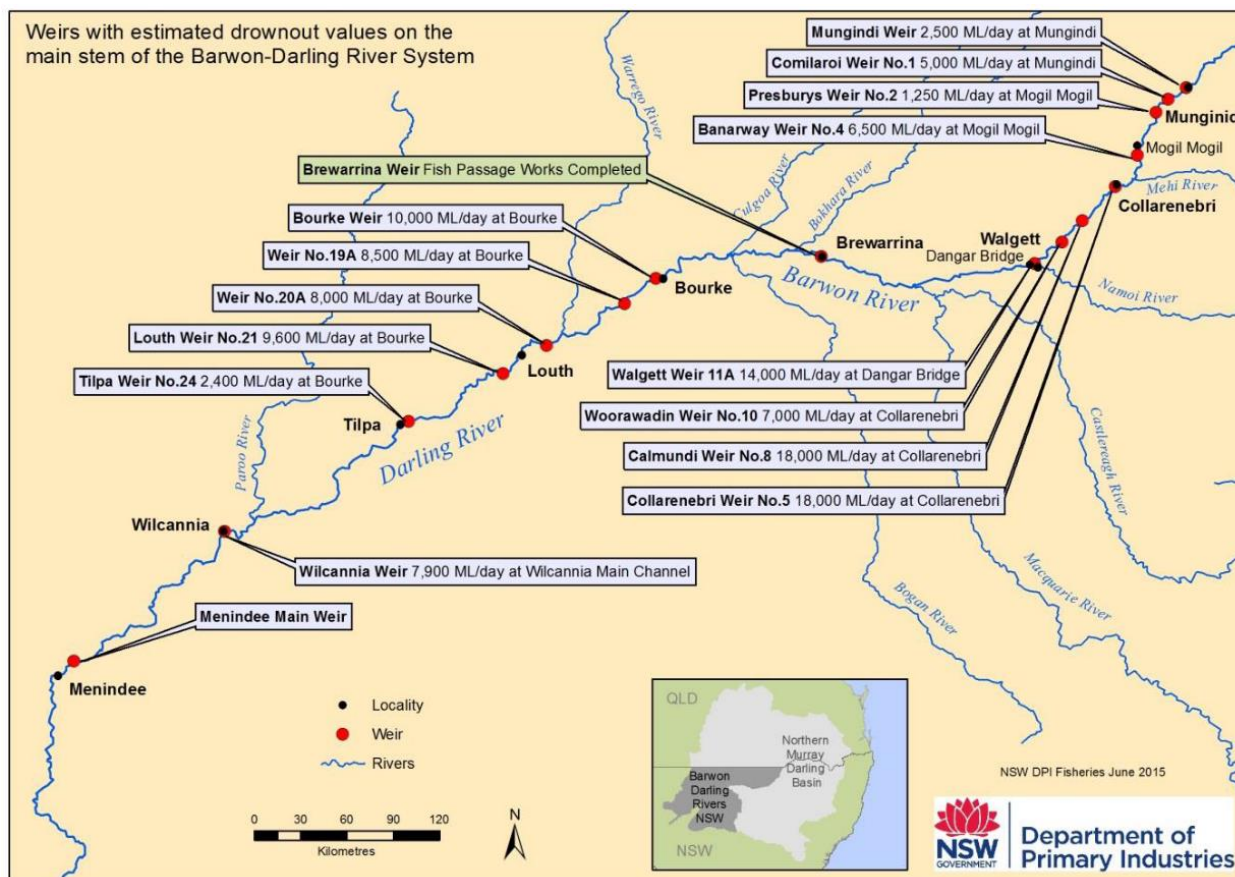 Weirs with estimated drownout values on the
main stem of the Barwon-Darling River System
Mungindi Weir 2,500 ML/day at Mungindi
Comilaroi Weir No.1 5,000 ML/day at Mungindi
Presburys Weir No.2 1,250 ML/day at Mogil Mogil
Banarway Weir No.4 6,500 ML/day at Mogil Mogil
Brewarrina Weir Fish Passage Works Completed
Bourke Weir 10,000 ML/day at Bourke
Weir No.19A 8,500 ML/day at Bourke
Weir No.20A 8,000 ML/day at Bourke
Louth Weir No.21 9,600 ML/day at Bourke
Tilpa Weir No.24 2,400 ML/day at Bourke
Warrego River
Culgoa River
Bokhara River
Munginid
Mogil Mogil
Mehi River
Collarenebri
Walgett
Dangar Bridge
Brewarrina
Barwon River
Namoi River
Bourke
Louth
Tilpa
Darling River
Paroo River
Walgett Weir 11A 14,000 ML/day at Dangar Bridge
Woorawadin Weir No.10 7,000 ML/day at Collarenebri
Calmundi Weir No.8 18,000 ML/day at Collarenebri
Collarenebri Weir No.5 18,000 ML/day at Collarenebri
Castlereagh River
Macquarie River
Bogan River
Wilcannia
Wilcannia Weir 7,900 ML/day at Wilcannia Main Channel
Menindee Main Weir
Menindee
Locality
Weir
Rivers
0 15 30 60 90 120
Kilometres
N
QLD
Northern
Murray
Darling
Basin
Barwon
Darling
Rivers
NSW
NSW
NSW DPI Fisheries June 2015
NSW
GOVERNMENT
Department of
Primary Industries